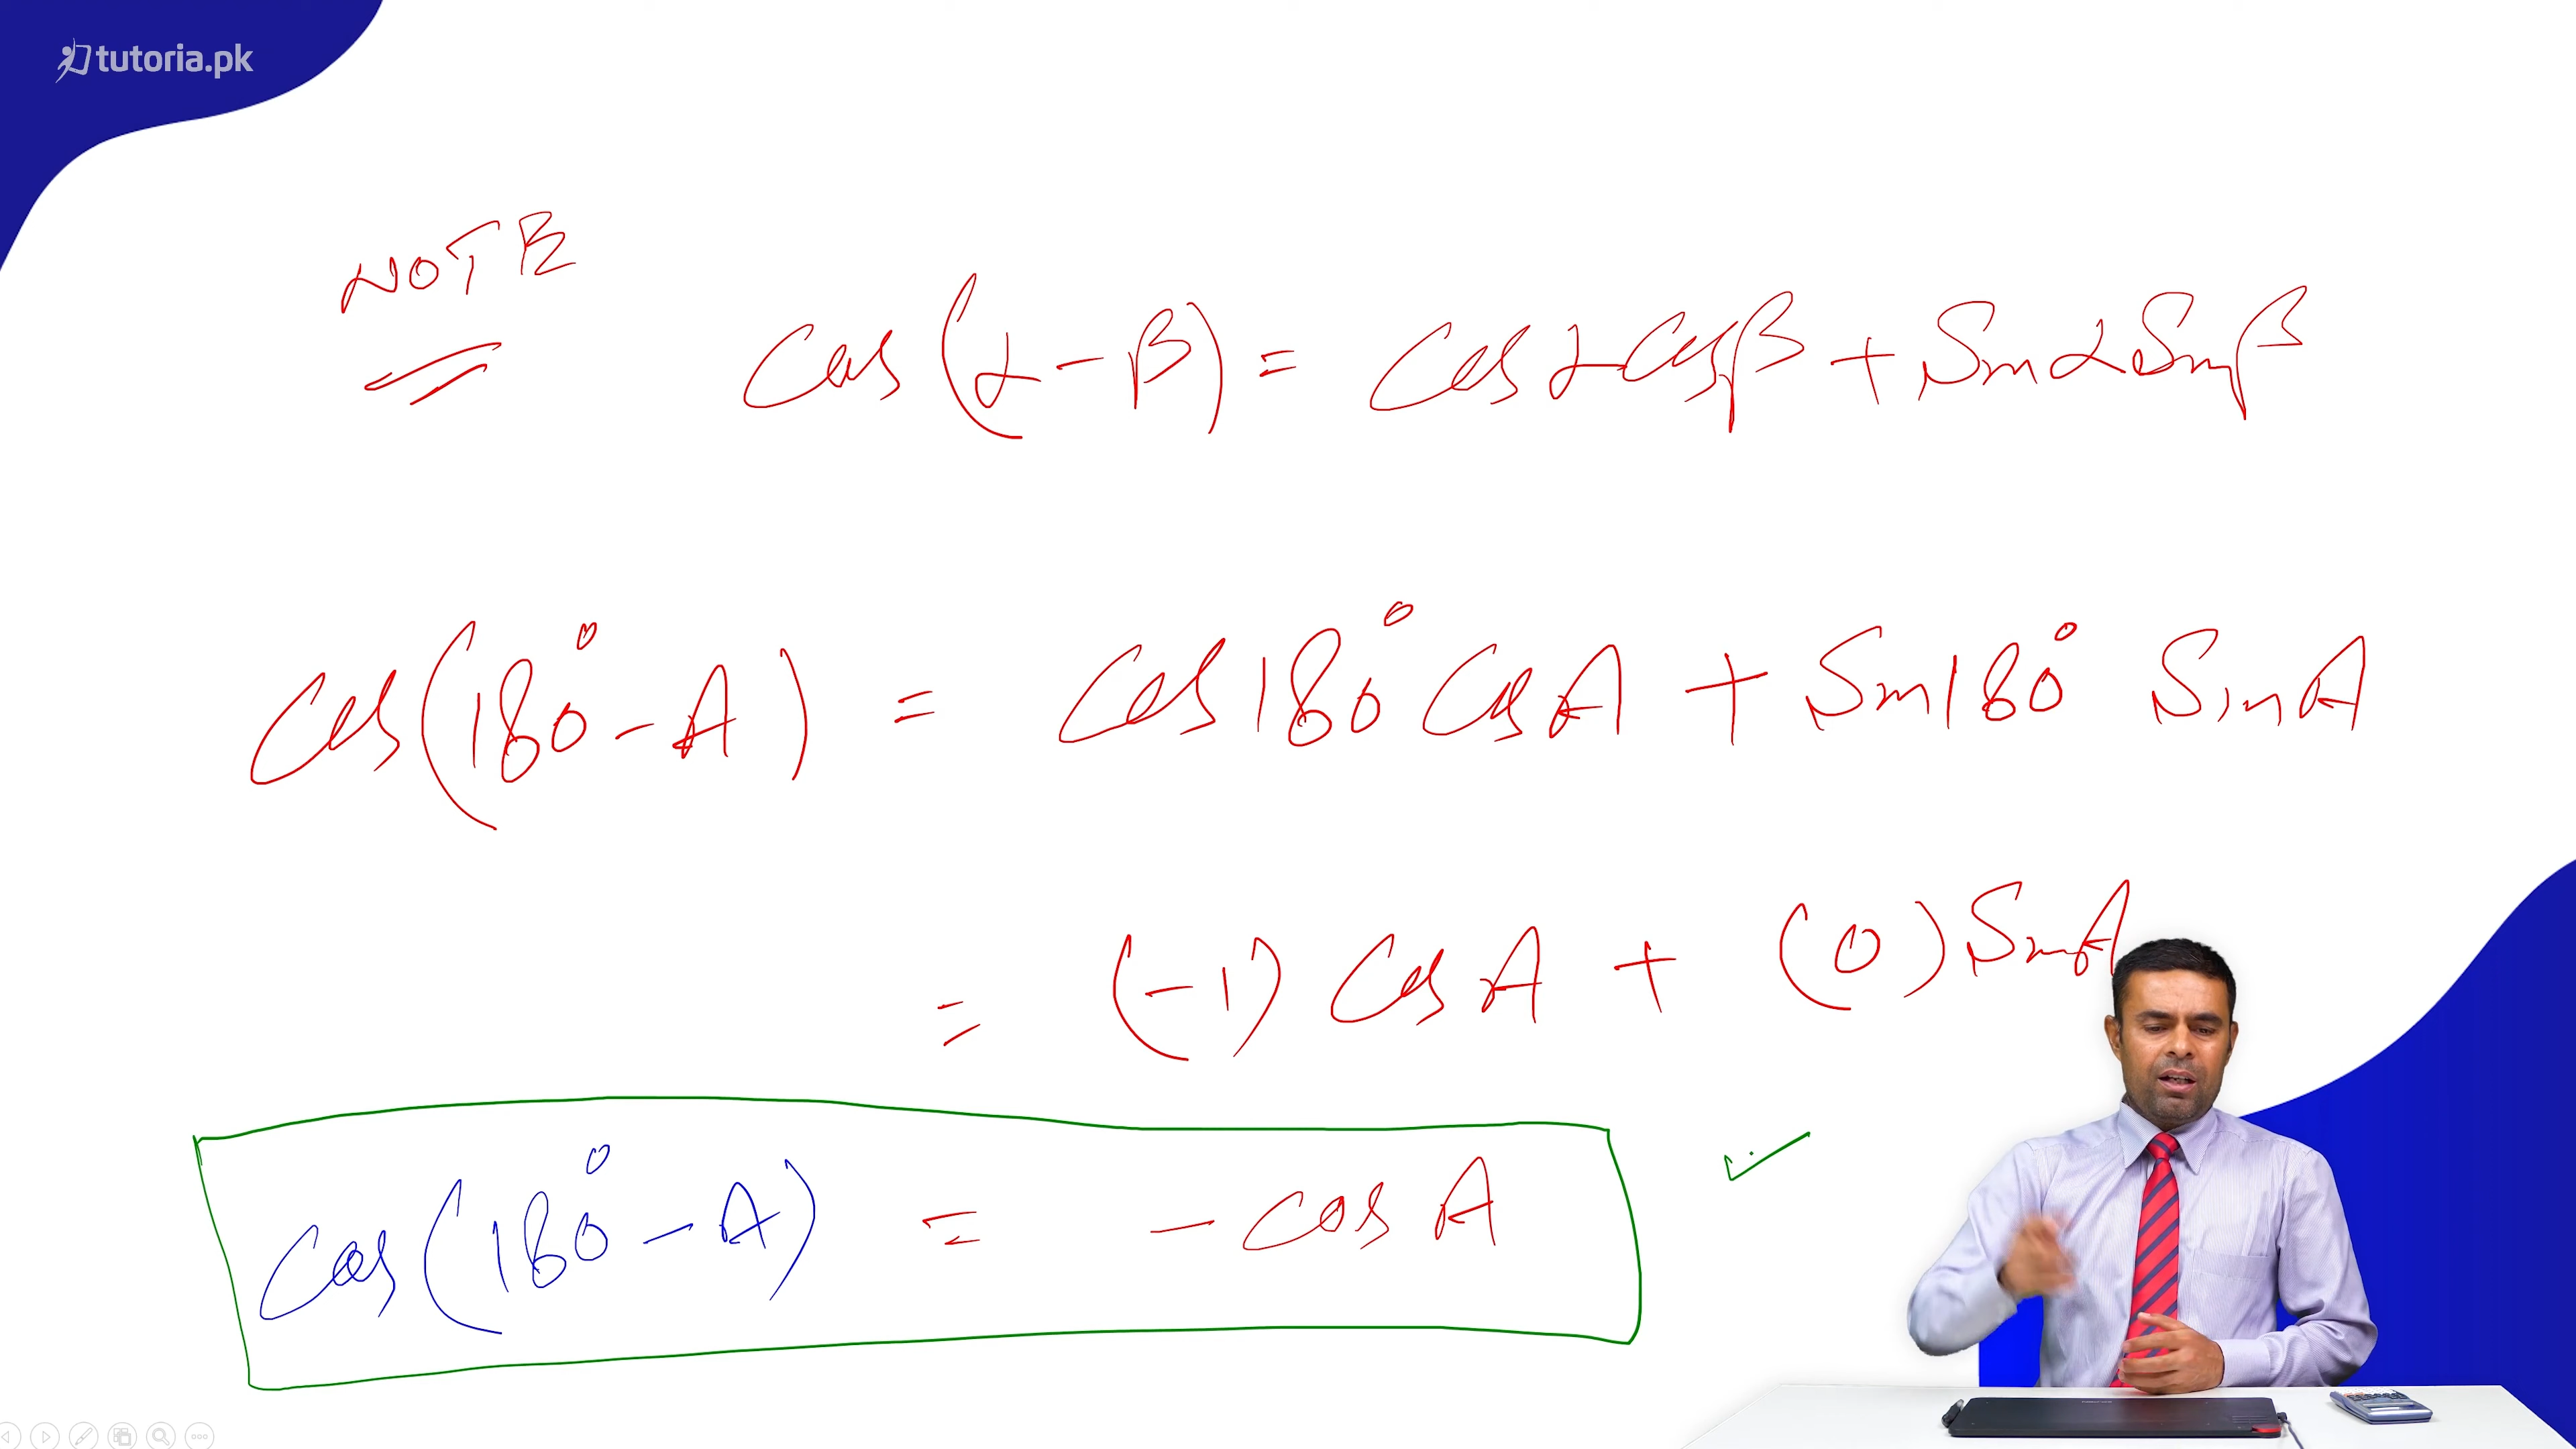 tutoria.pk
NOTE
Cos(α-β) = Cosα Cosβ + Sinα Sinβ
Cos(180°-A) = Cos180° CosA + Sin180° SinA
= (-1) CosA + (0) SinA
Cos(180°-A) = -cosA